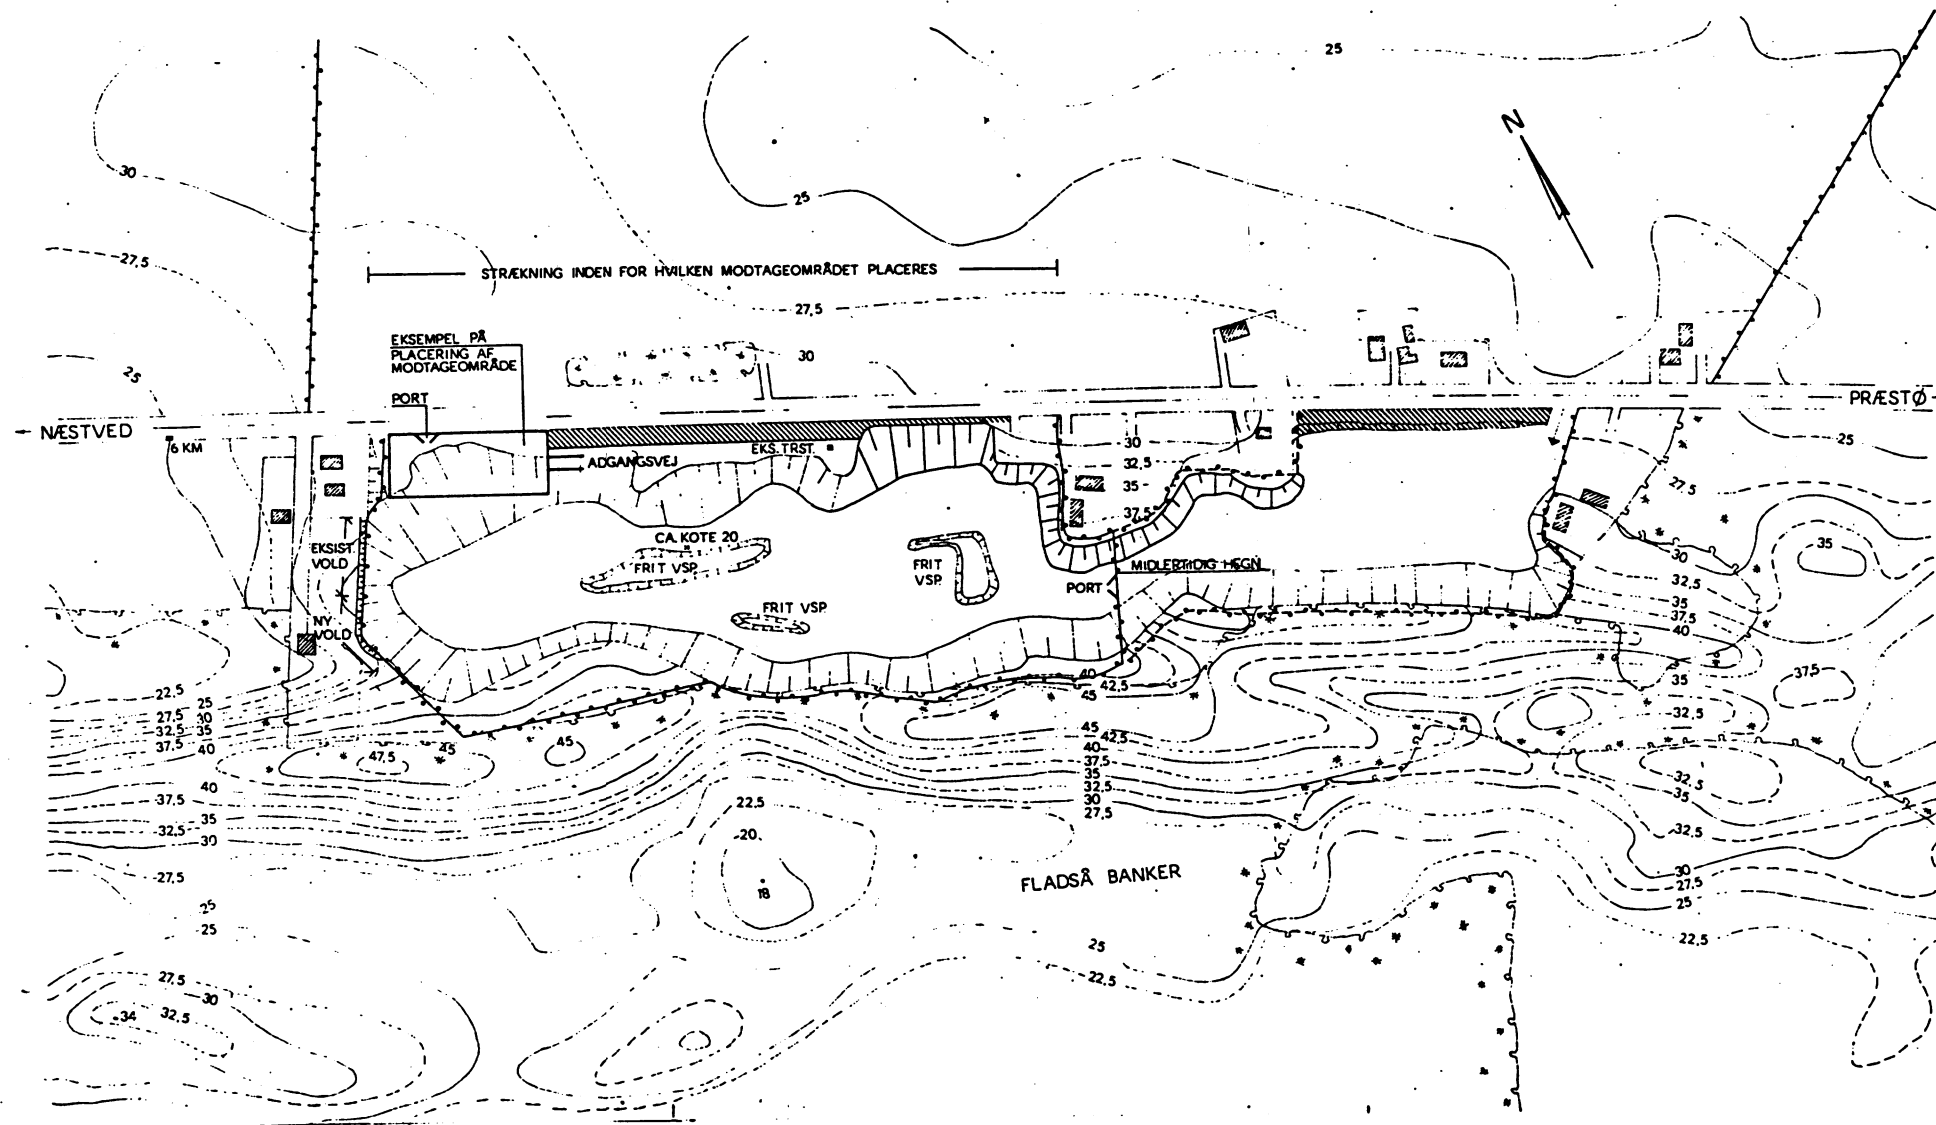 25
N
30
25
27,5
STRÆKNING INDEN FOR HVILKEN MODTAGEOMRÅDET PLACERES
27,5
EKSEMPEL PÅ
PLACERING AF
MODTAGEOMRÅDE
30
25
PORT
PRÆSTØ
NÆSTVED
6 KM
EKS. TRST.
ADGANGSVEJ
30
32,5
35
37,5
25
27,5
EKSIST.
VOLD
CA. KOTE 20
FRIT VSP.
FRIT
VSP.
MIDLERTIDIG HEGN
PORT
30
32,5
35
37,5
40
35
FRIT VSP.
NY
VOLD
40
42,5
45
35
37,5
32,5
22,5
25
27,5
30
32,5
35
37,5
40
45
47,5
45
45
42,5
40
37,5
35
32,5
30
27,5
32,5
35
40
37,5
35
32,5
30
27,5
22,5
20
18
32,5
30
27,5
25
22,5
FLADSÅ BANKER
25
25
25
22,5
27,5
30
34
32,5